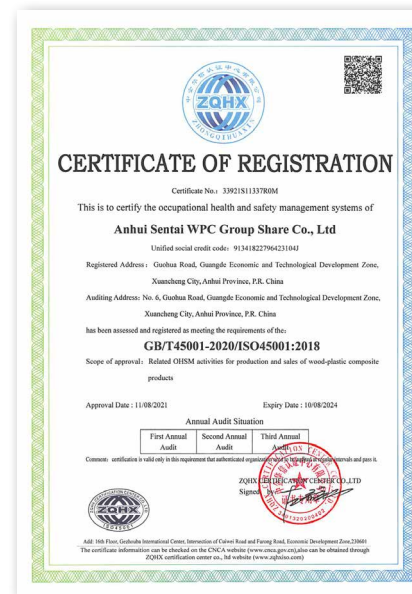 ZQHX
CERTIFICATE OF REGISTRATION
Certificate No.: 33921S11337R0M
This is to certify the occupational health and safety management systems of
Anhui Sentai WPC Group Share Co., Ltd
Unified social credit code: 91341822796423104J
Registered Address: Guohua Road, Guangde Economic and Technological Development Zone,
Xuancheng City, Anhui Province, P.R. China
Auditing Address: No. 6, Guohua Road, Guangde Economic and Technological Development Zone,
Xuancheng City, Anhui Province, P.R. China
has been assessed and registered as meeting the requirements of the:
GB/T45001-2020/ISO45001:2018
Scope of approval: Related OHSM activities for production and sales of wood-plastic composite
products
Approval Date : 11/08/2021 Expiry Date : 10/08/2024
Annual Audit Situation
First Annual Audit Second Annual Audit Third Annual Audit
Comment: certification is valid only in this requirement that authenticated intervals and pass it.
ZQHX CERTIFICATION CENTER CO.,LTD
Signed
ZQHX
ISO45001
Add: 16th Floor, Gezhouba International Center, Intersection of Cuiwei Road and Furong Road, Economic Development Zone,230601
The certificate informaition can be checked on the CNCA website (www.cnca.gov.cn),also can be obtained through
ZQHX certification center co., ltd website (www.zqhxiso.com)